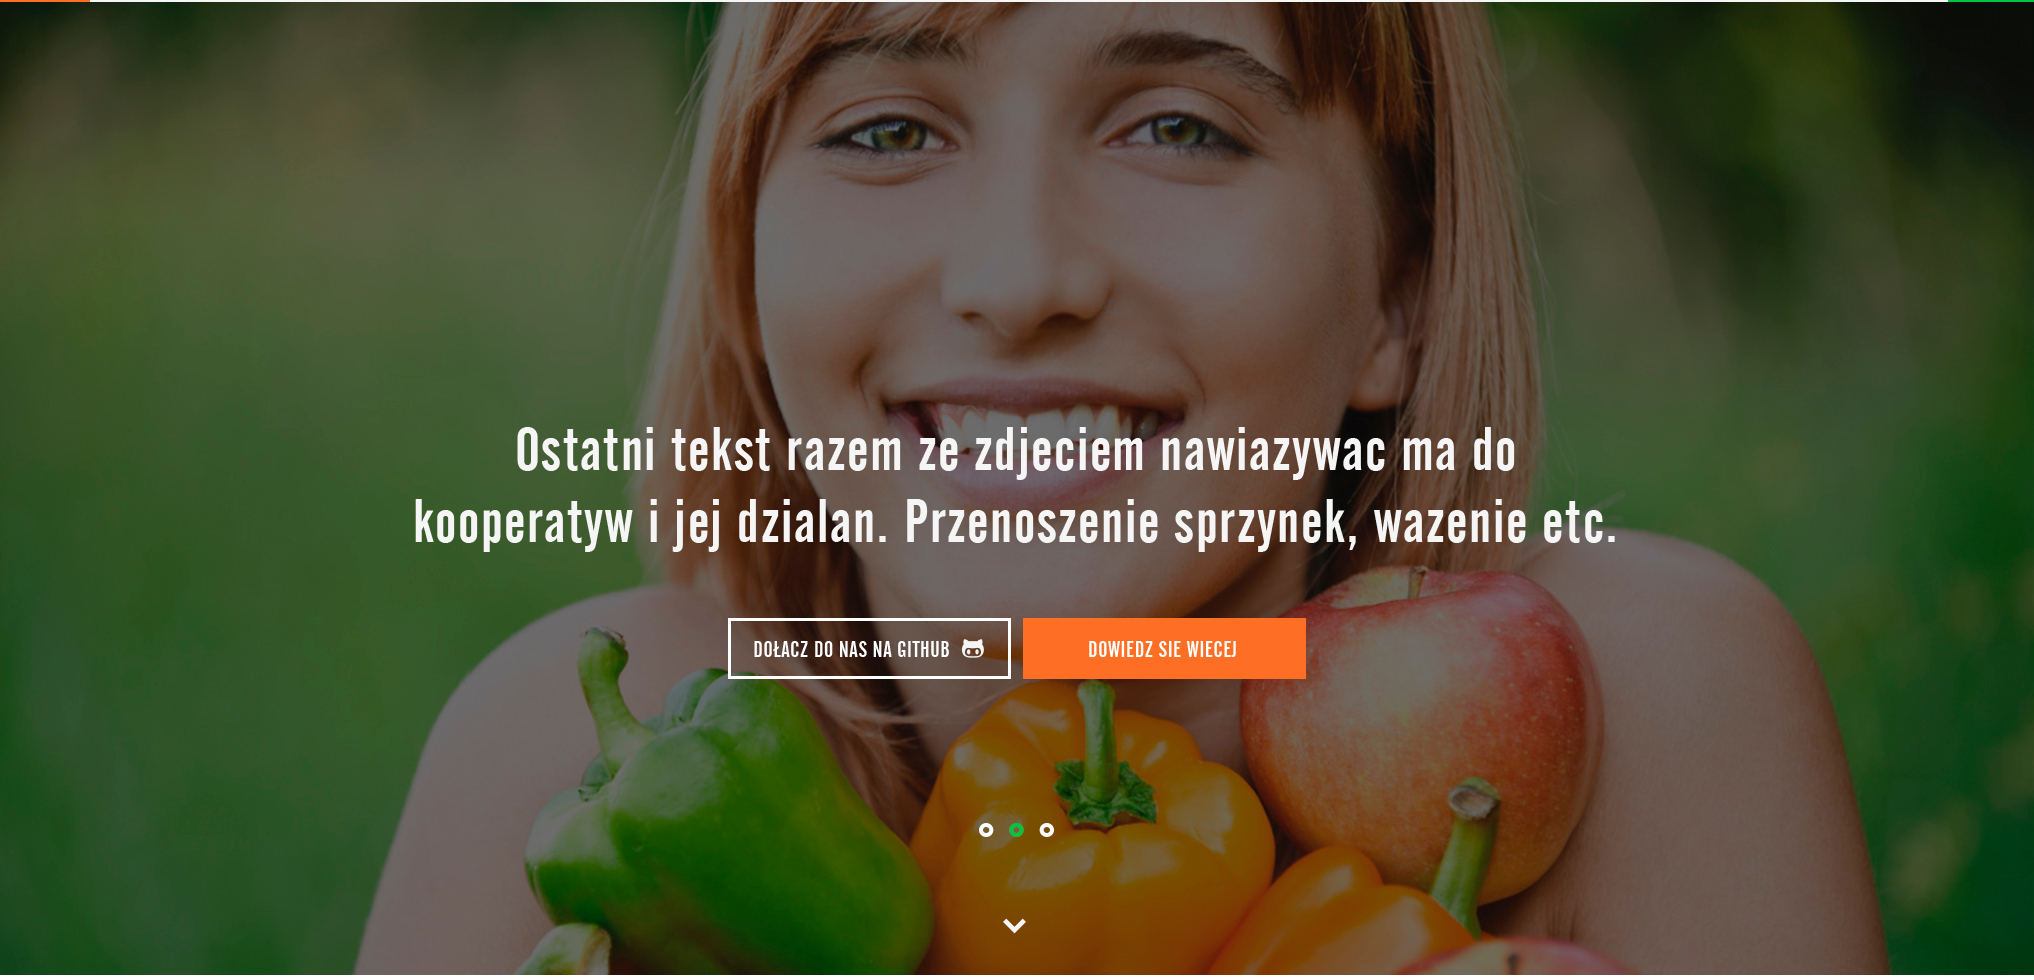 Ostatni tekst razem ze zdjeciem nawiazywac ma do
kooperatyw i jej dzialan. Przenoszenie sprzynek, wazenie etc.
DOŁACZ DO NAS NA GITHUB
DOWIEDZ SIE WIECEJ